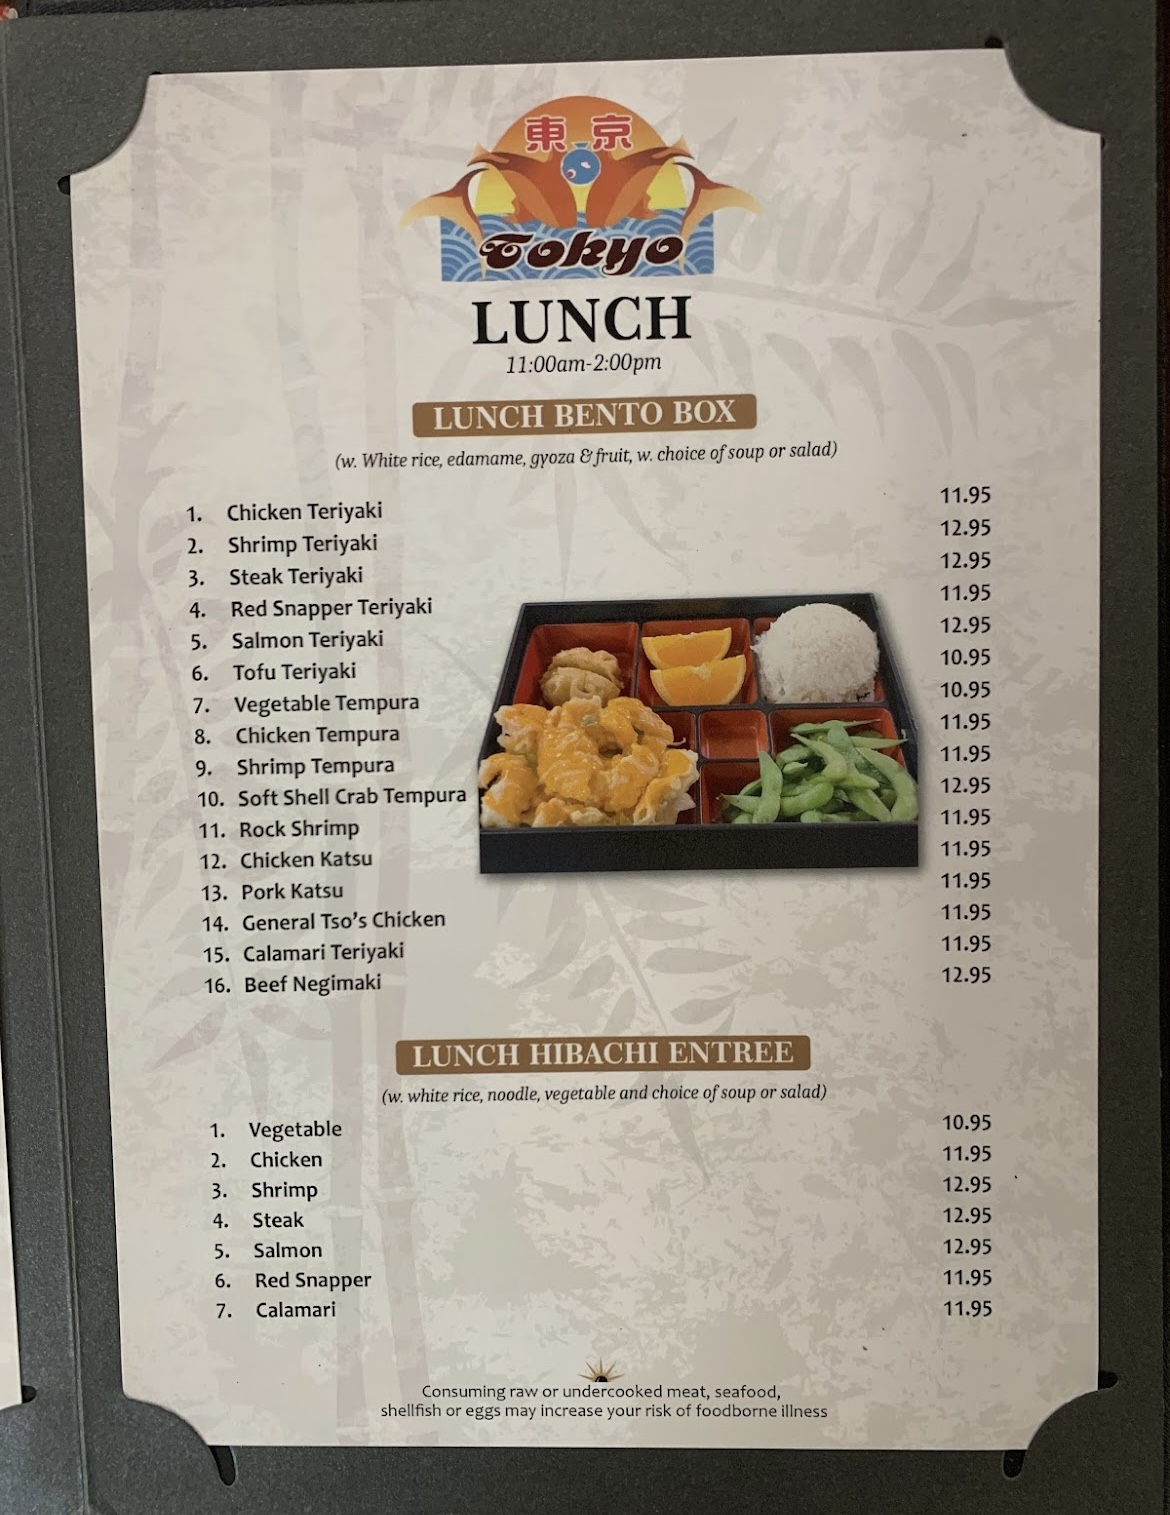 東京
Tokyo
LUNCH
11:00am-2:00pm
LUNCH BENTO BOX
(w. White rice, edamame, gyoza & fruit, w. choice of soup or salad)
1. Chicken Teriyaki 11.95
2. Shrimp Teriyaki 12.95
3. Steak Teriyaki 12.95
4. Red Snapper Teriyaki 11.95
5. Salmon Teriyaki 12.95
6. Tofu Teriyaki 10.95
7. Vegetable Tempura 10.95
8. Chicken Tempura 11.95
9. Shrimp Tempura 11.95
10. Soft Shell Crab Tempura 12.95
11. Rock Shrimp 11.95
12. Chicken Katsu 11.95
13. Pork Katsu 11.95
14. General Tso's Chicken 11.95
15. Calamari Teriyaki 11.95
16. Beef Negimaki 12.95
LUNCH HIBACHI ENTREE
(w. white rice, noodle, vegetable and choice of soup or salad)
1. Vegetable 10.95
2. Chicken 11.95
3. Shrimp 12.95
4. Steak 12.95
5. Salmon 12.95
6. Red Snapper 11.95
7. Calamari 11.95
Consuming raw or undercooked meat, seafood,
shellfish or eggs may increase your risk of foodborne illness